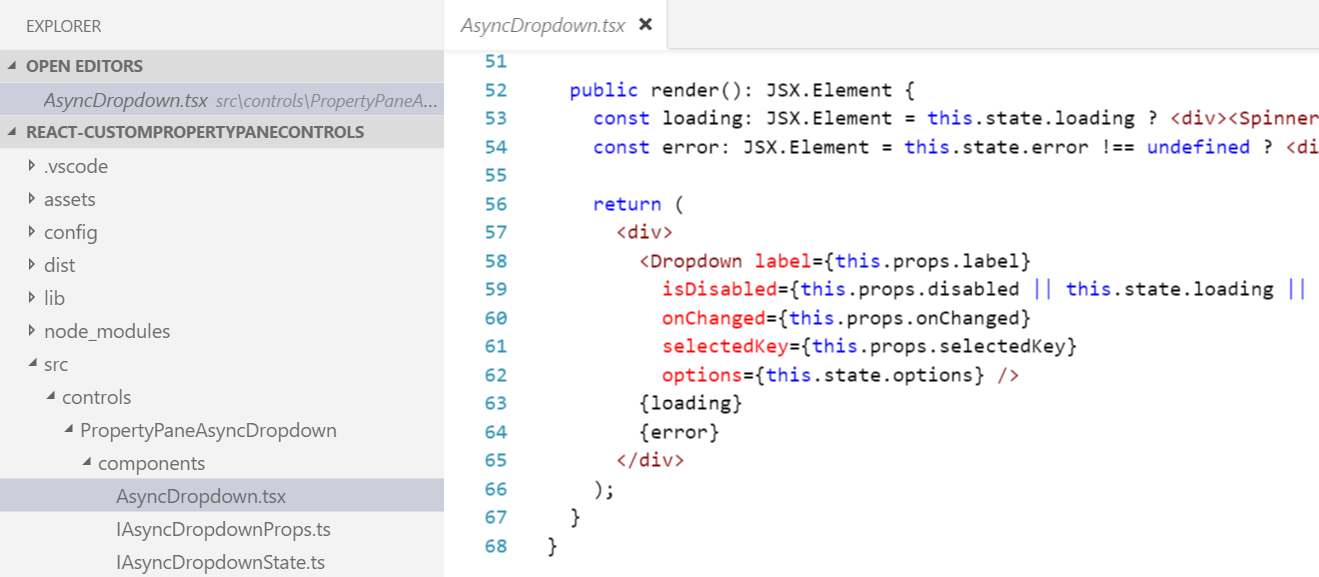 EXPLORER
OPEN EDITORS
AsyncDropdown.tsx src\controls\PropertyPaneA...
REACT-CUSTOMPROPERTYPANECONTROLS
.vscode
assets
config
dist
lib
node_modules
src
controls
PropertyPaneAsyncDropdown
components
AsyncDropdown.tsx
IAsyncDropdownProps.ts
IAsyncDropdownState.ts
AsyncDropdown.tsx
51
52 public render(): JSX.Element {
53 const loading: JSX.Element = this.state.loading ? <div><Spinner
54 const error: JSX.Element = this.state.error !== undefined ? <di
55
56 return (
57 <div>
58 <Dropdown label={this.props.label}
59 isDisabled={this.props.disabled || this.state.loading ||
60 onChanged={this.props.onChanged}
61 selectedKey={this.props.selectedKey}
62 options={this.state.options} />
63 {loading}
64 {error}
65 </div>
66 );
67 }
68 }